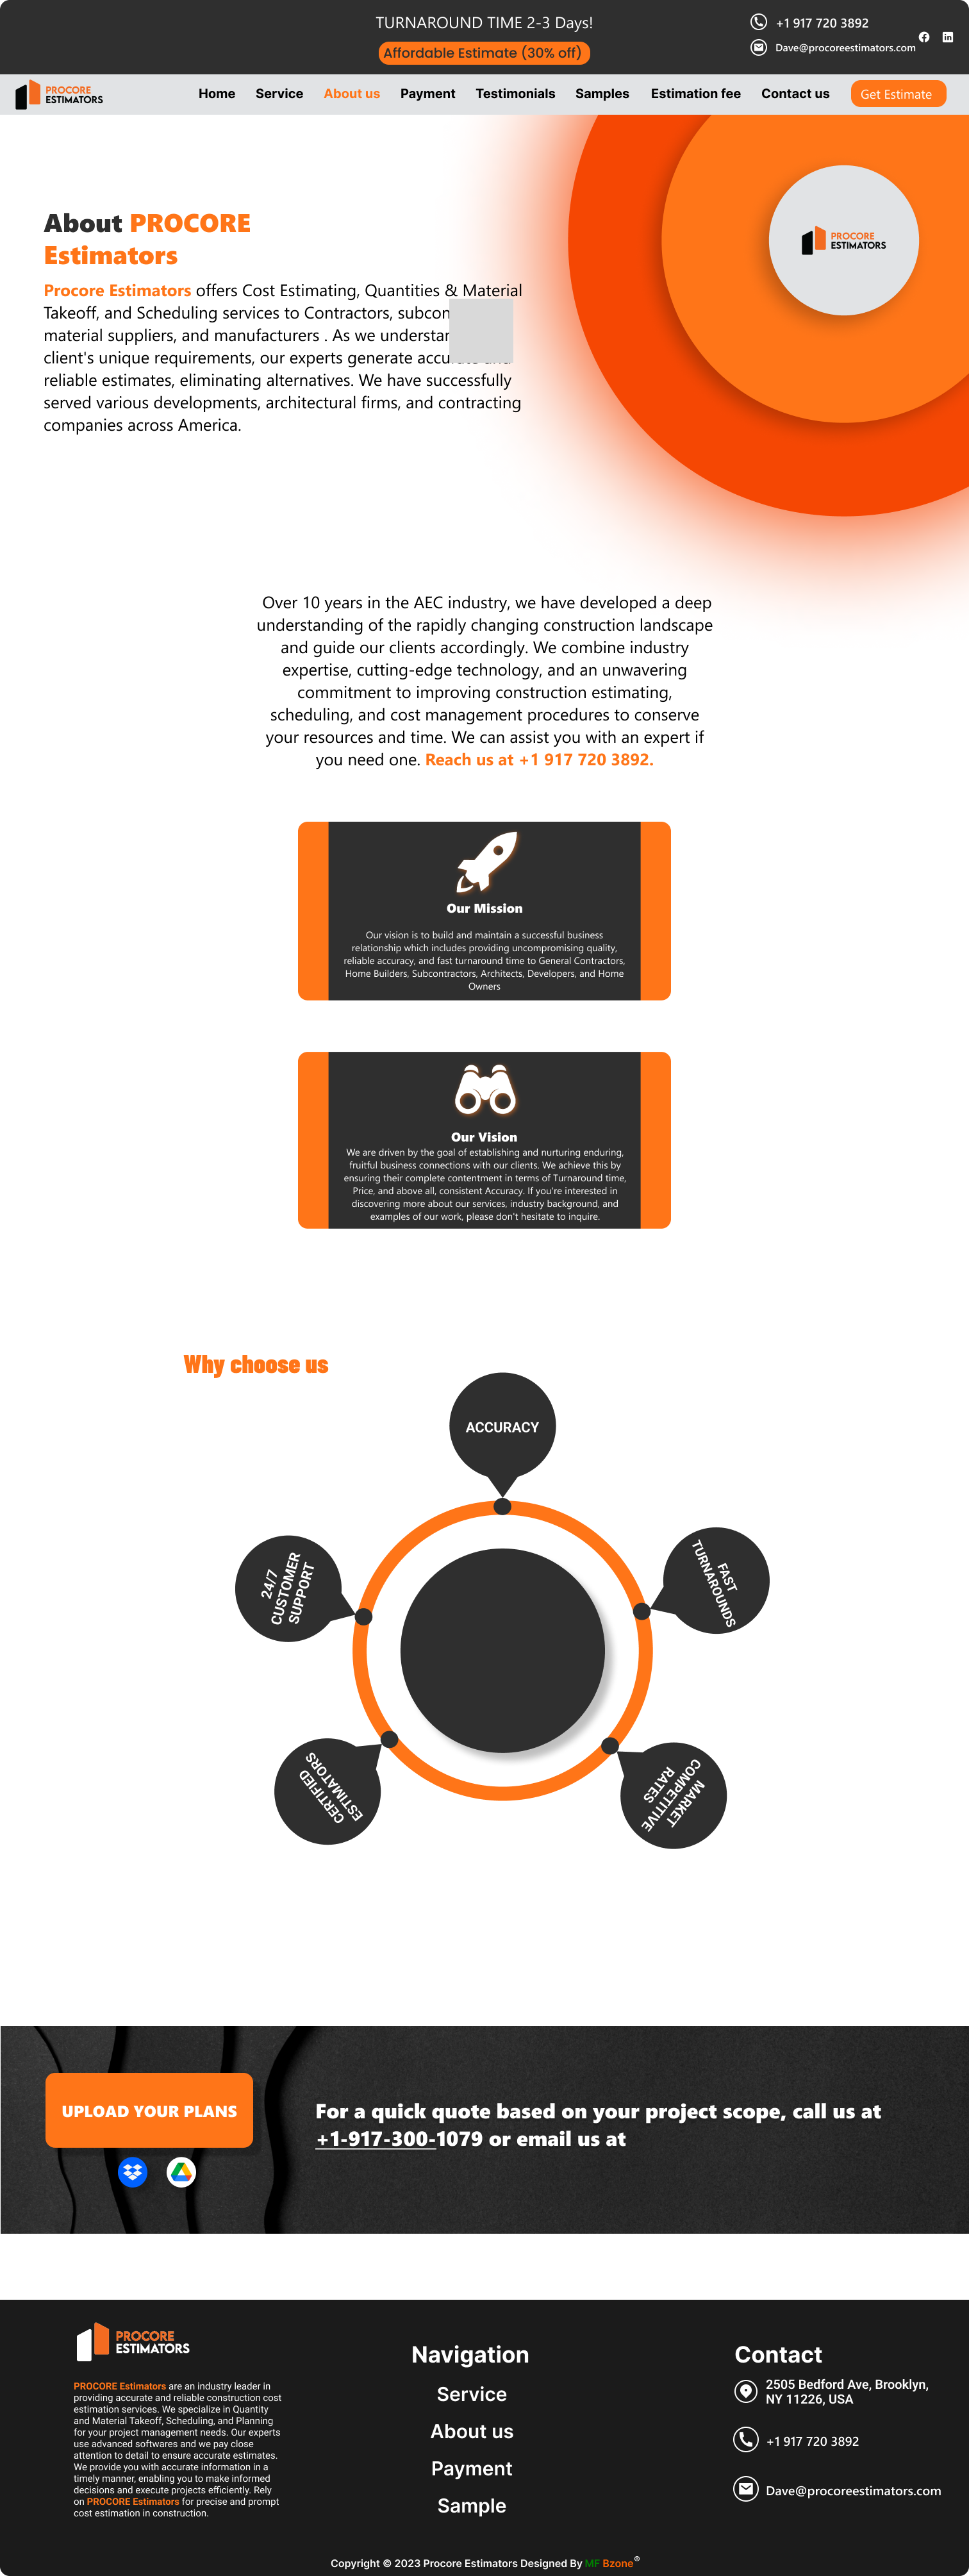 TURNAROUND TIME 2-3 Days!
Affordable Estimate (30% off)
+1 917 720 3892
Dave@procoreestimators.com
PROCORE
ESTIMATORS
Home Service About us Payment Testimonials Samples Estimation fee Contact us Get Estimate
PROCORE
ESTIMATORS
About PROCORE
Estimators
Procore Estimators offers Cost Estimating, Quantities & Material
Takeoff, and Scheduling services to Contractors,
material suppliers, and manufacturers . As we
client's unique requirements, our experts generate
reliable estimates, eliminating alternatives. We have successfully
served various developments, architectural firms, and contracting
companies across America.
Over 10 years in the AEC industry, we have developed a deep
understanding of the rapidly changing construction landscape
and guide our clients accordingly. We combine industry
expertise, cutting-edge technology, and an unwavering
commitment to improving construction estimating,
scheduling, and cost management procedures to conserve
your resources and time. We can assist you with an expert if
you need one. Reach us at +1 917 720 3892.
Our Mission
Our vision is to build and maintain a successful business
relationship which includes providing uncompromising quality,
reliable accuracy, and fast turnaround time to General Contractors,
Home Builders, Subcontractors, Architects, Developers, and Home
Owners
Our Vision
We are driven by the goal of establishing and nurturing enduring,
fruitful business connections with our clients. We achieve this by
ensuring their complete contentment in terms of Turnaround time,
Price, and above all, consistent Accuracy. If you're interested in
discovering more about our services, industry background, and
examples of our work, please don't hesitate to inquire.
Why choose us
ACCURACY
FAST
TURNAROUNDS
24/7
CUSTOMER
SUPPORT
CERTIFIED
ESTIMATORS
MARKET
COMPETITIVE
RATES
UPLOAD YOUR PLANS
For a quick quote based on your project scope, call us at
+1-917-300-1079 or email us at
PROCORE
ESTIMATORS
PROCORE Estimators are an industry leader in
providing accurate and reliable construction cost
estimation services. We specialize in Quantity
and Material Takeoff, Scheduling, and Planning
for your project management needs. Our experts
use advanced softwares and we pay close
attention to detail to ensure accurate estimates.
We provide you with accurate information in a
timely manner, enabling you to make informed
decisions and execute projects efficiently. Rely
on PROCORE Estimators for precise and prompt
cost estimation in construction.
Navigation
Service
About us
Payment
Sample
Contact
2505 Bedford Ave, Brooklyn,
NY 11226, USA
+1 917 720 3892
Dave@procoreestimators.com
Copyright © 2023 Procore Estimators Designed By MF Bzone®